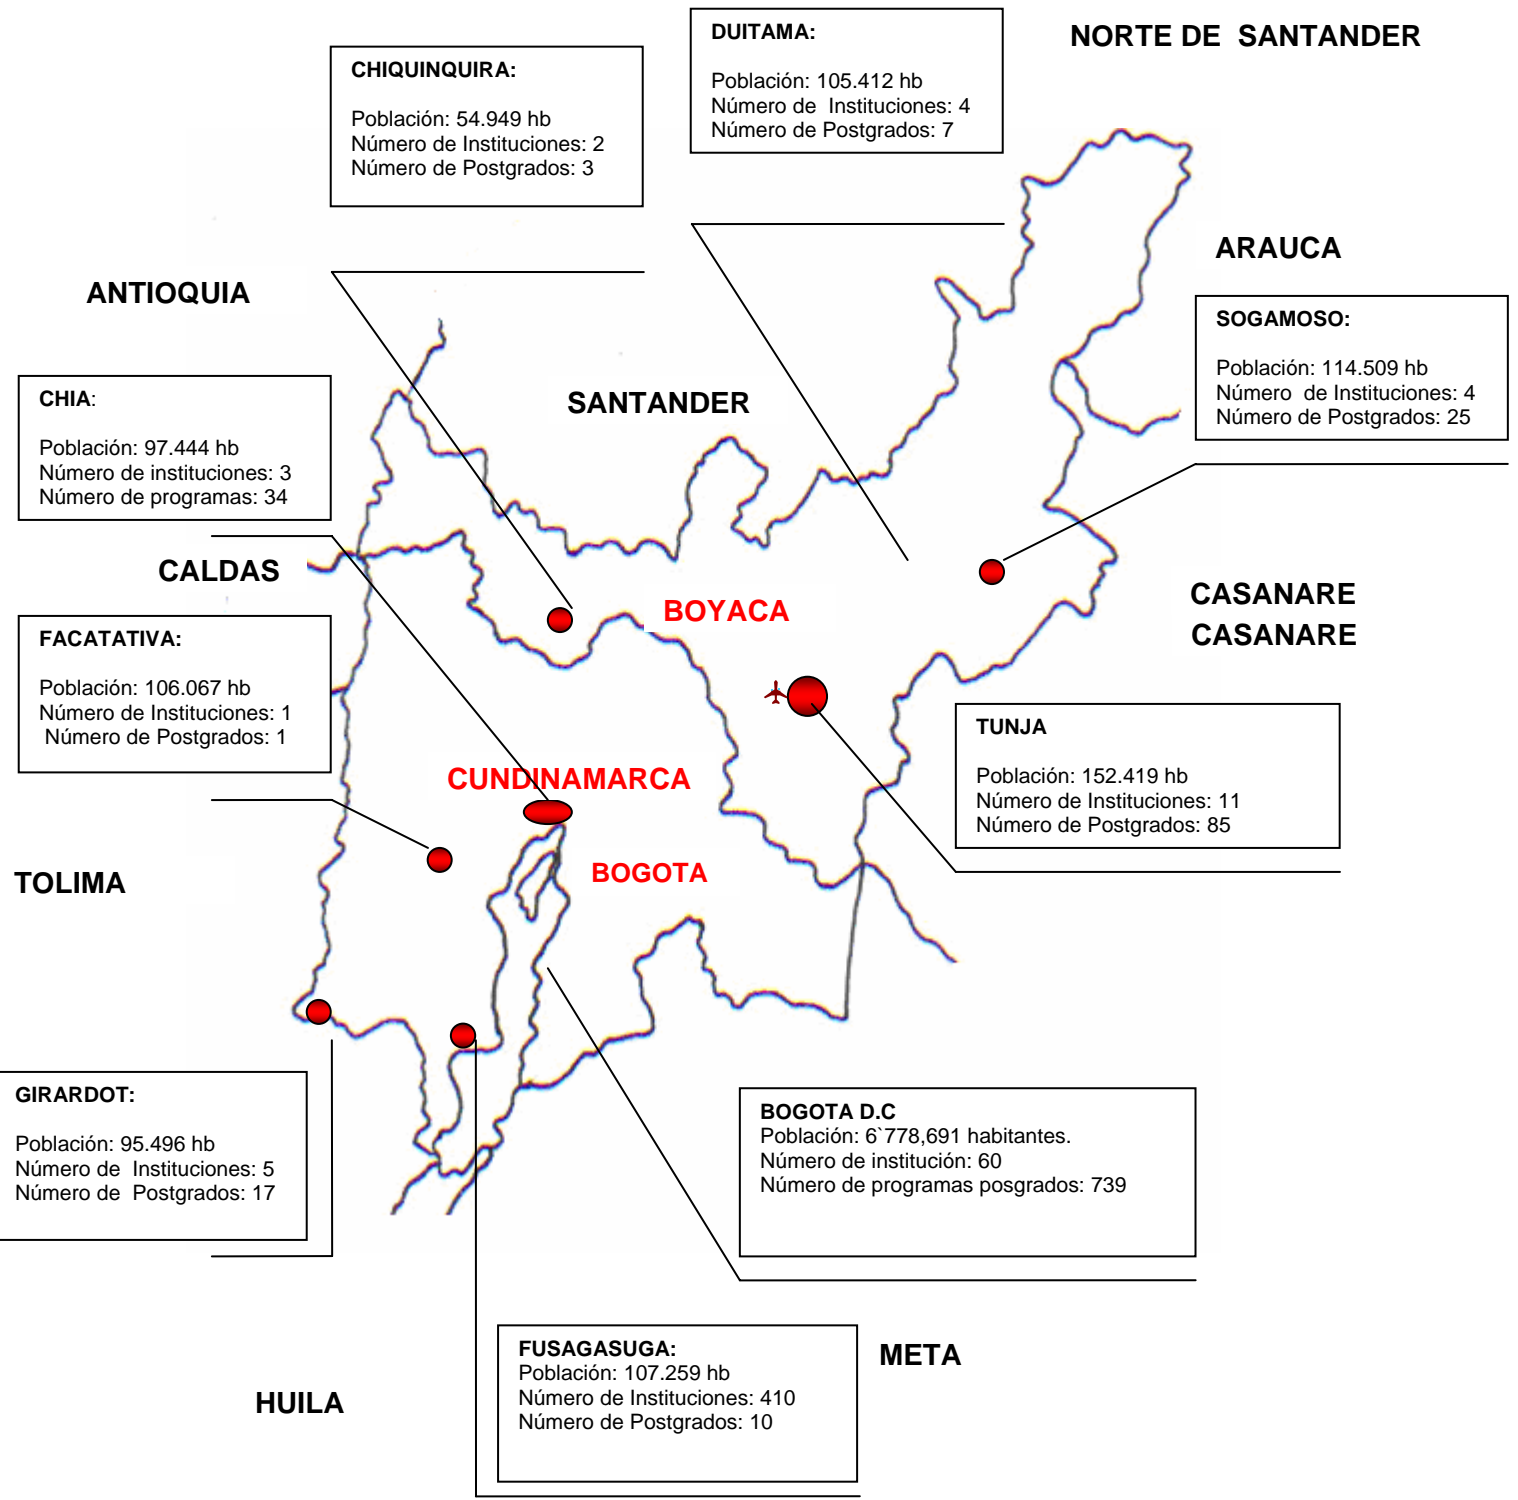 DUITAMA:
Población: 105.412 hb
Número de  Instituciones: 4
Número de Postgrados: 7
NORTE DE  SANTANDER
CHIQUINQUIRA:
Población: 54.949 hb
Número de Instituciones: 2
Número de Postgrados: 3
ARAUCA
ANTIOQUIA
SOGAMOSO:
Población: 114.509 hb
Número  de Instituciones: 4
Número de Postgrados: 25
CHIA:
Población: 97.444 hb
Número de instituciones: 3
Número de programas: 34
SANTANDER
CALDAS
BOYACA
CASANARE
CASANARE
FACATATIVA:
Población: 106.067 hb
Número de Instituciones: 1
Número de Postgrados: 1
TUNJA
Población: 152.419 hb
Número de Instituciones: 11
Número de Postgrados: 85
CUNDINAMARCA
BOGOTA
TOLIMA
GIRARDOT:
Población: 95.496 hb
Número de  Instituciones: 5
Número de  Postgrados: 17
BOGOTA D.C
Población: 6`778,691 habitantes.
Número de institución: 60
Número de programas posgrados: 739
FUSAGASUGA:
Población: 107.259 hb
Número de Instituciones: 410
Número de Postgrados: 10
META
HUILA